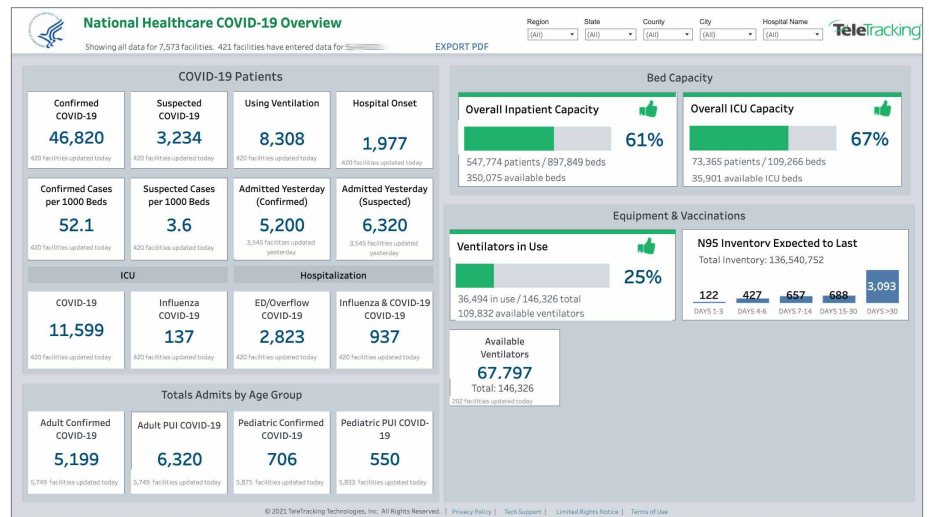 National Healthcare COVID-19 Overview
Showing all data for 7,573 facilities. 421 facilities have entered data for
EXPORT PDF
Region State County City Hospital Name
(All) (All) (All) (All) (All)
TeleTracking
COVID-19 Patients
Confirmed COVID-19
46,820
420 facilities updated today
Suspected COVID-19
3,234
420 facilities updated today
Using Ventilation
8,308
420 facilities updated today
Hospital Onset
1,977
420 facilities updated today
Confirmed Cases per 1000 Beds
52.1
420 facilities updated today
Suspected Cases per 1000 Beds
3.6
420 facilities updated today
Admitted Yesterday (Confirmed)
5,200
3,545 facilities updated yesterday
Admitted Yesterday (Suspected)
6,320
3,545 facilities updated yesterday
ICU
Hospitalization
COVID-19
11,599
420 facilities updated today
Influenza COVID-19
137
420 facilities updated today
ED/Overflow COVID-19
2,823
420 facilities updated today
Influenza & COVID-19 COVID-19
937
420 facilities updated today
Totals Admits by Age Group
Adult Confirmed COVID-19
5,199
5,749 facilities updated today
Adult PUI COVID-19
6,320
5,749 facilities updated today
Pediatric Confirmed COVID-19
706
5,875 facilities updated today
Pediatric PUI COVID-19
550
5,833 facilities updated today
Bed Capacity
Overall Inpatient Capacity
61%
547,774 patients / 897,849 beds
350,075 available beds
Overall ICU Capacity
67%
73,365 patients / 109,266 beds
35,901 available ICU beds
Equipment & Vaccinations
Ventilators in Use
25%
36,494 in use / 146,326 total
109,832 available ventilators
N95 Inventory Expected to Last
Total Inventory: 136,540,752
122 427 657 688 3,093
DAYS 1-3 DAYS 4-6 DAYS 7-14 DAYS 15-30 DAYS >30
Available Ventilators
67,797
Total: 146,326
202 facilities updated today
© 2021 TeleTracking Technologies, Inc. All Rights Reserved. | Privacy Policy | Tech Support | Limited Rights Notice | Terms of Use